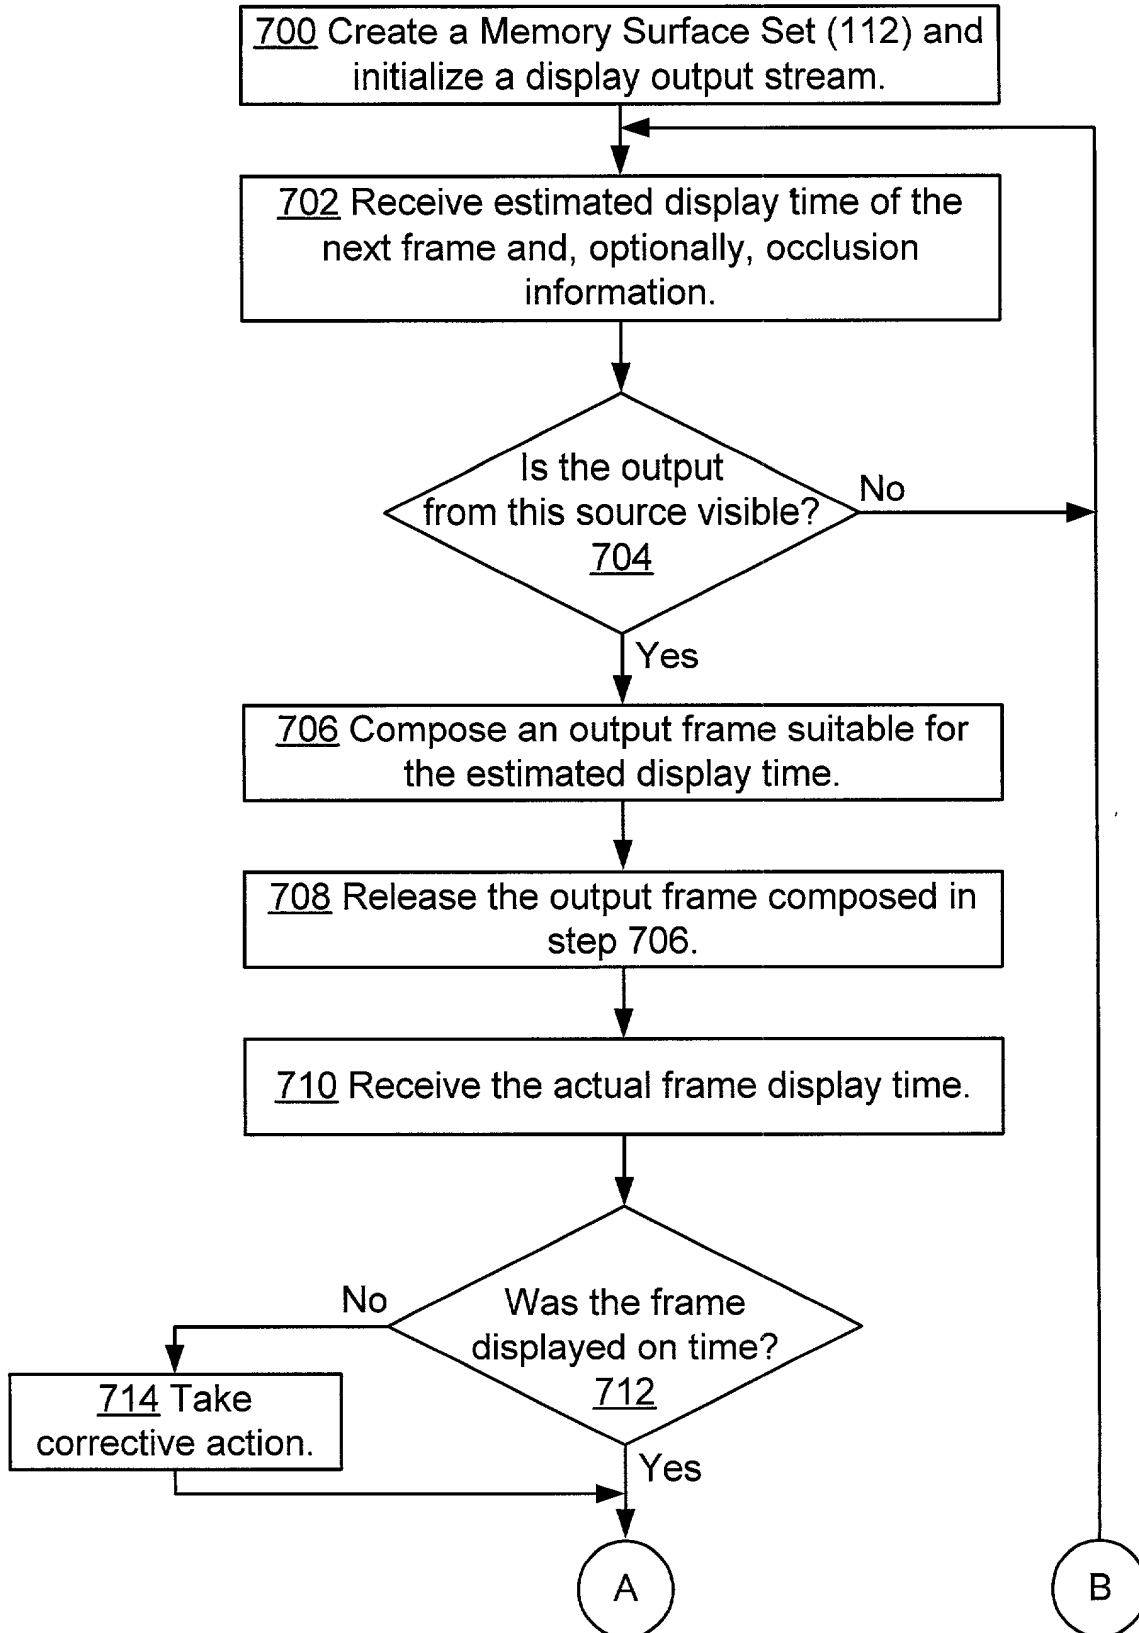 700 Create a Memory Surface Set (112) and
initialize a display output stream.
702 Receive estimated display time of the
next frame and, optionally, occlusion
information.
Is the output
from this source visible?
704
No
Yes
706 Compose an output frame suitable for
the estimated display time.
708 Release the output frame composed in
step 706.
710 Receive the actual frame display time.
No
Was the frame
displayed on time?
712
714 Take
corrective action.
Yes
A
B